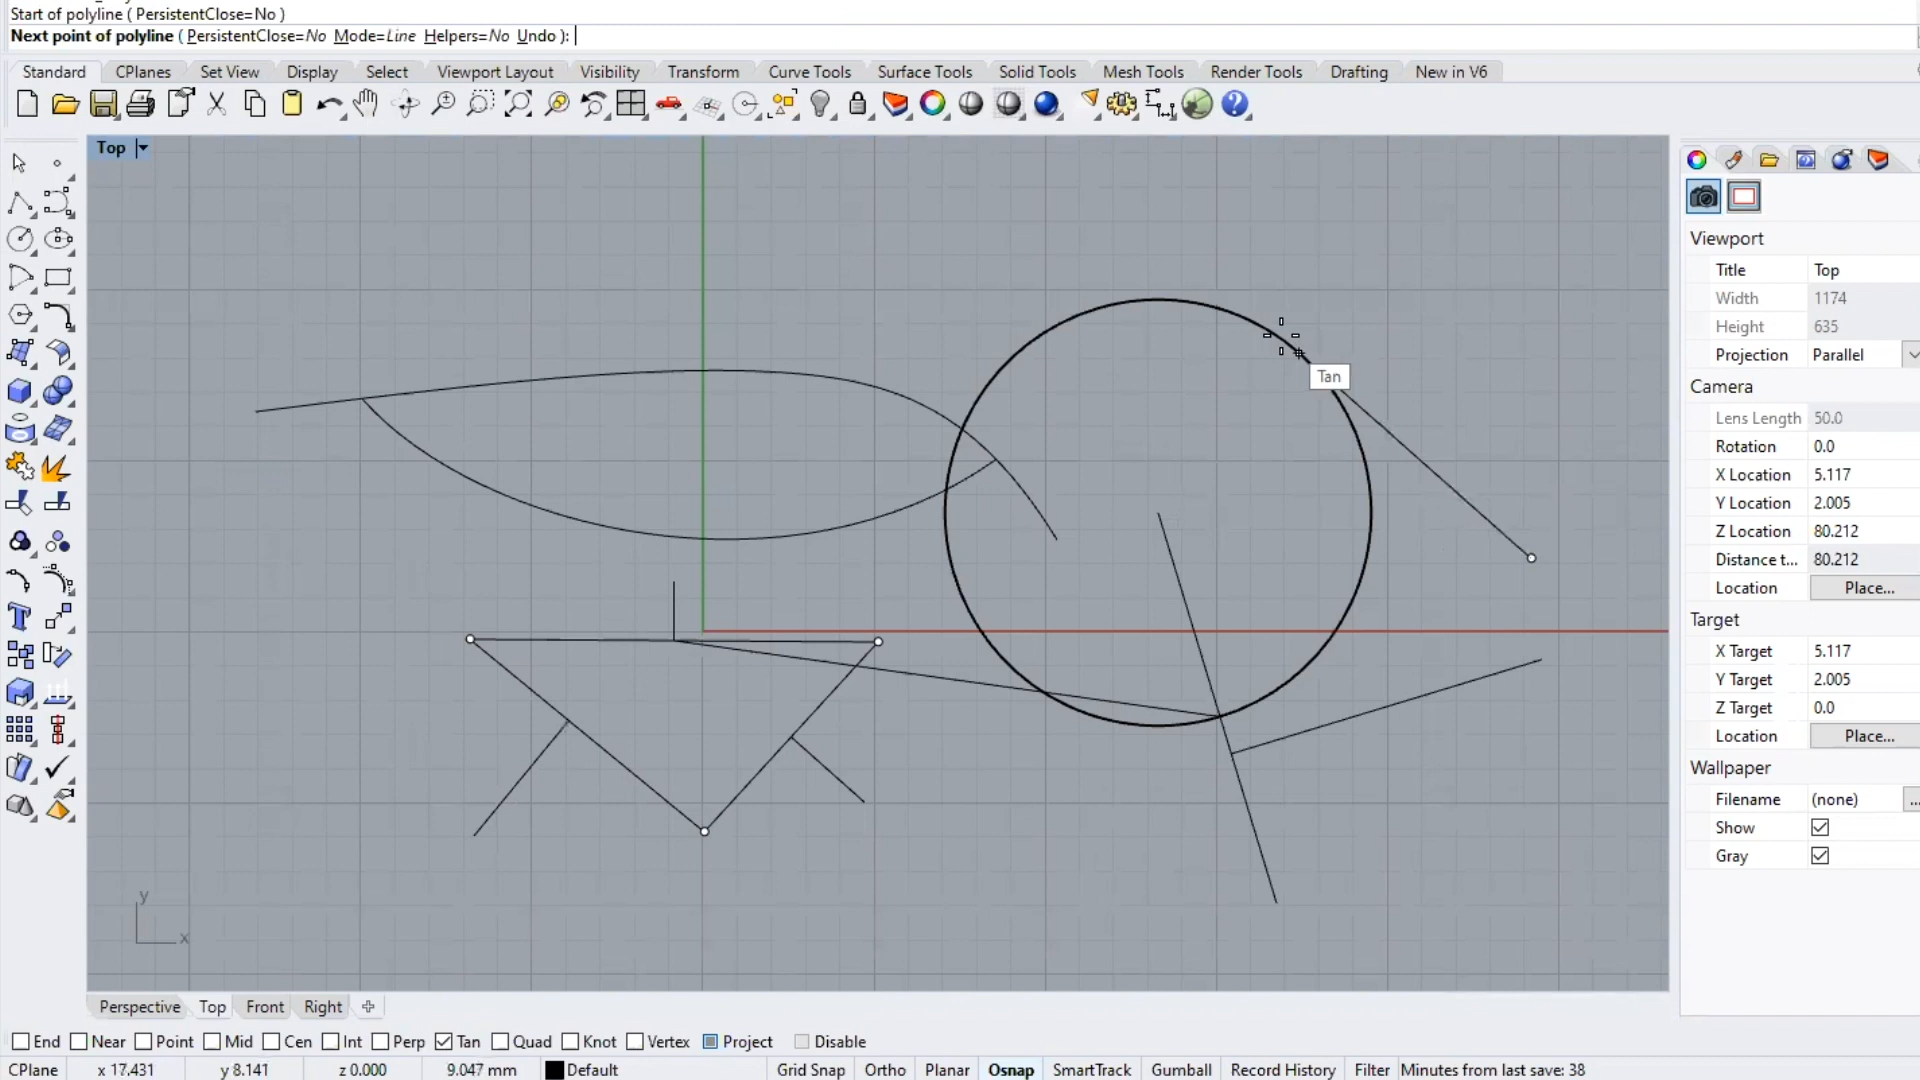 Start of polyline ( PersistentClose=No )
Next point of polyline ( PersistentClose=No Mode=Line Helpers=No Undo ):
Standard CPlanes Set View Display Select Viewport Layout Visibility Transform Curve Tools Surface Tools Solid Tools Mesh Tools Render Tools Drafting New in V6
Top
Tan
y
x
Viewport
Title Top
Width 1174
Height 635
Projection Parallel
Camera
Lens Length 50.0
Rotation 0.0
X Location 5.117
Y Location 2.005
Z Location 80.212
Distance t... 80.212
Location Place...
Target
X Target 5.117
Y Target 2.005
Z Target 0.0
Location Place...
Wallpaper
Filename (none) ...
Show
Gray
Perspective Top Front Right
End Near Point Mid Cen Int Perp Tan Quad Knot Vertex Project Disable
CPlane x 17.431 y 8.141 z 0.000 9.047 mm Default Grid Snap Ortho Planar Osnap SmartTrack Gumball Record History Filter Minutes from last save: 38